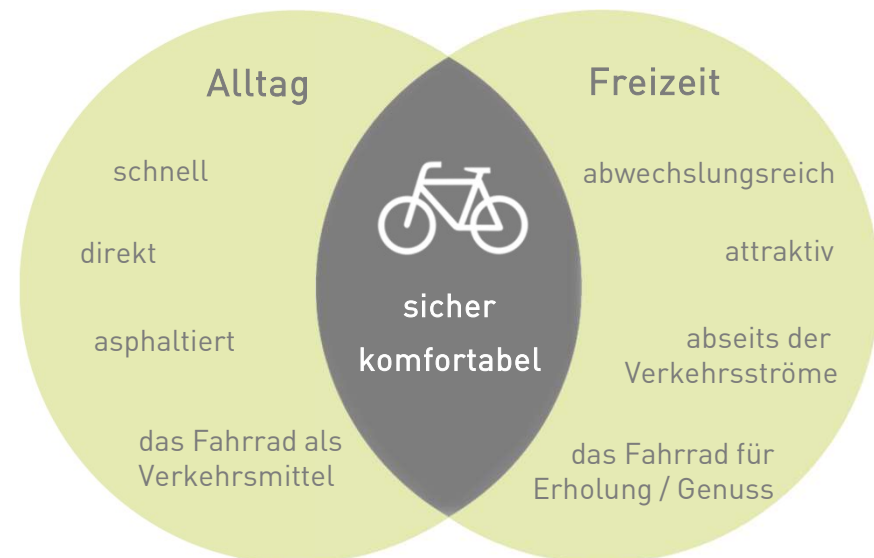 Alltag
schnell
direkt
asphaltiert
das Fahrrad als
Verkehrsmittel
sicher
komfortabel
Freizeit
abwechslungsreich
attraktiv
abseits der
Verkehrsströme
das Fahrrad für
Erholung / Genuss